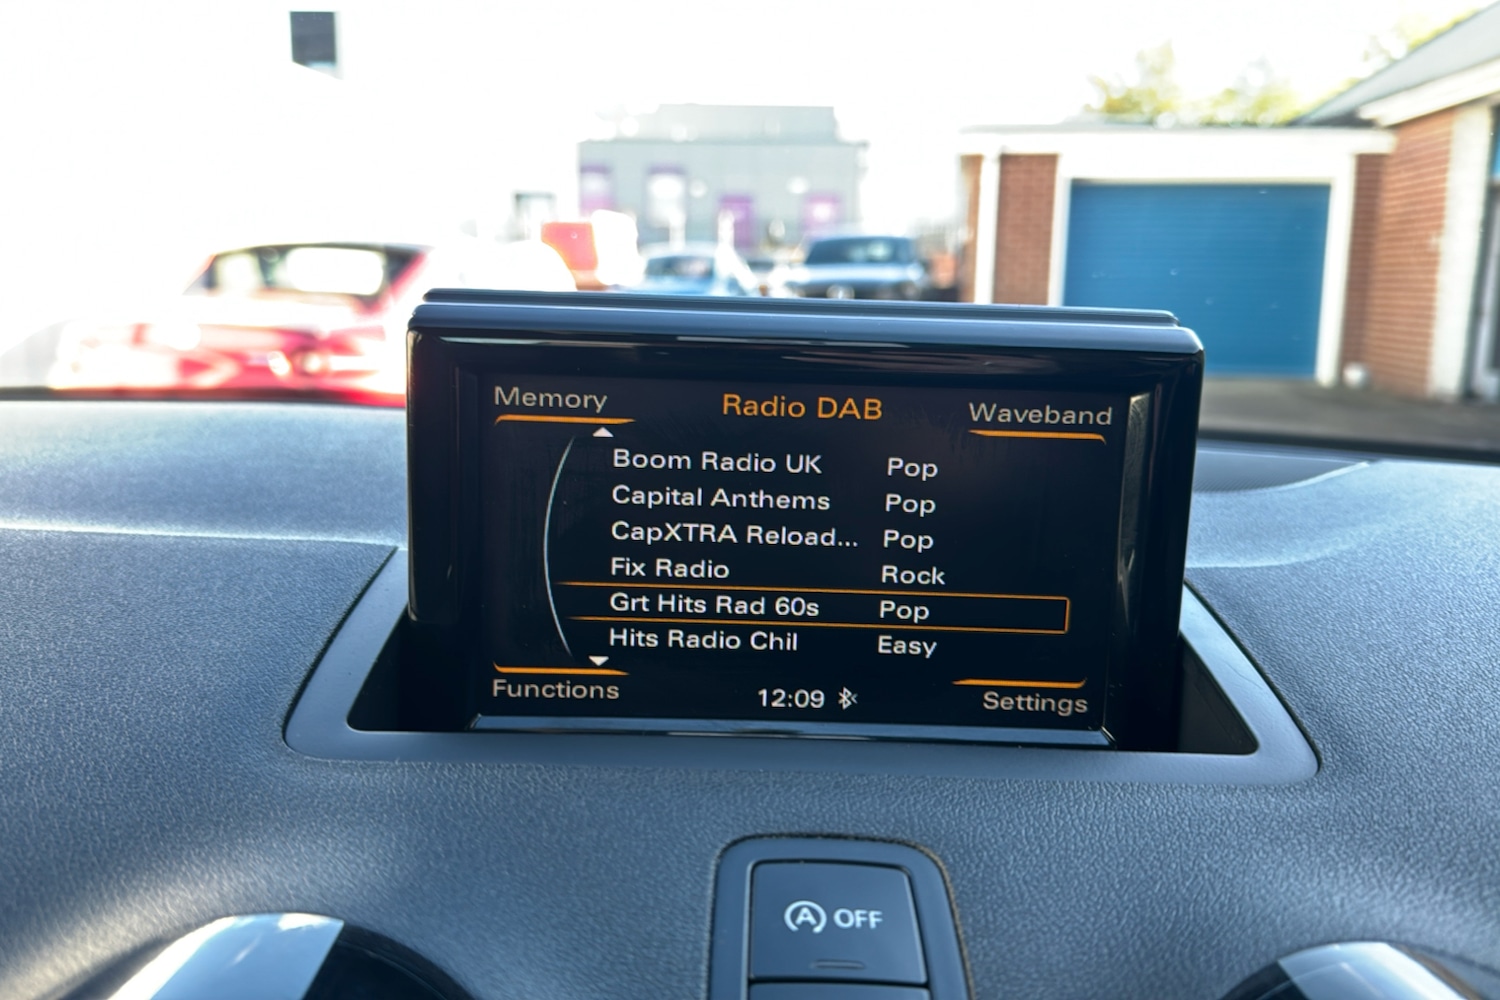 Memory Radio DAB Waveband
Boom Radio UK Pop
Capital Anthems Pop
CapXTRA Reload... Pop
Fix Radio Rock
Grt Hits Rad 60s Pop
Hits Radio Chil Easy
Functions 12:09 Settings
A OFF